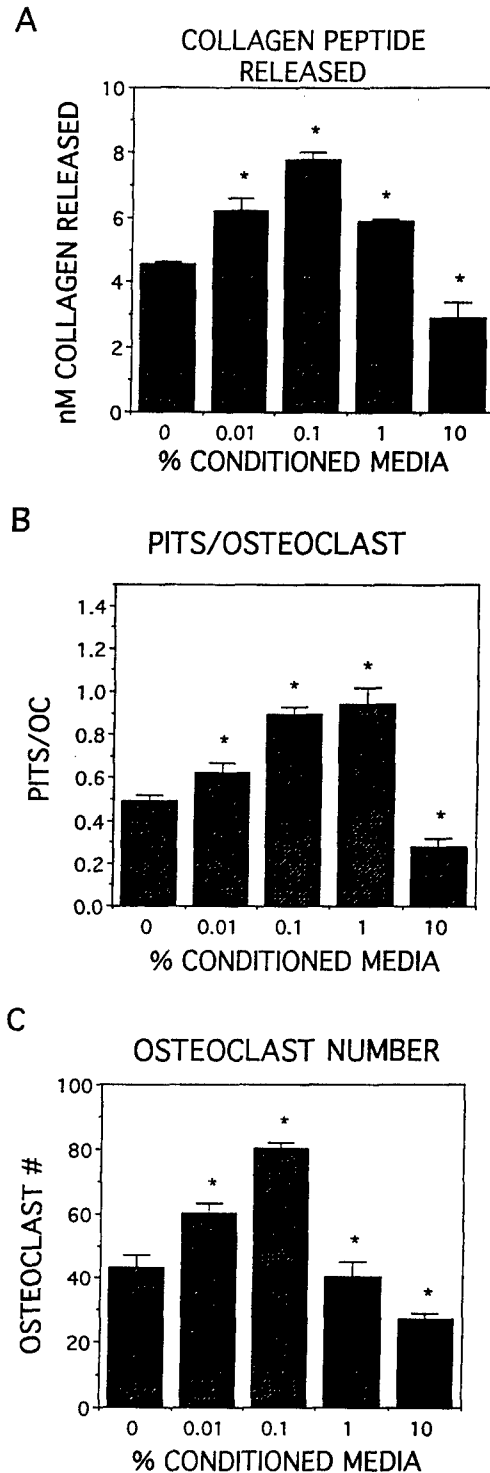 A
COLLAGEN PEPTIDE
RELEASED
nM COLLAGEN RELEASED
10
8
6
4
2
0
*
*
*
*
0 0.01 0.1 1 10
% CONDITIONED MEDIA
B
PITS/OSTEOCLAST
PITS/OC
1.4
1.2
1.0
0.8
0.6
0.4
0.2
0.0
*
*
*
*
0 0.01 0.1 1 10
% CONDITIONED MEDIA
C
OSTEOCLAST NUMBER
OSTEOCLAST #
100
80
60
40
20
0
*
*
*
*
0 0.01 0.1 1 10
% CONDITIONED MEDIA